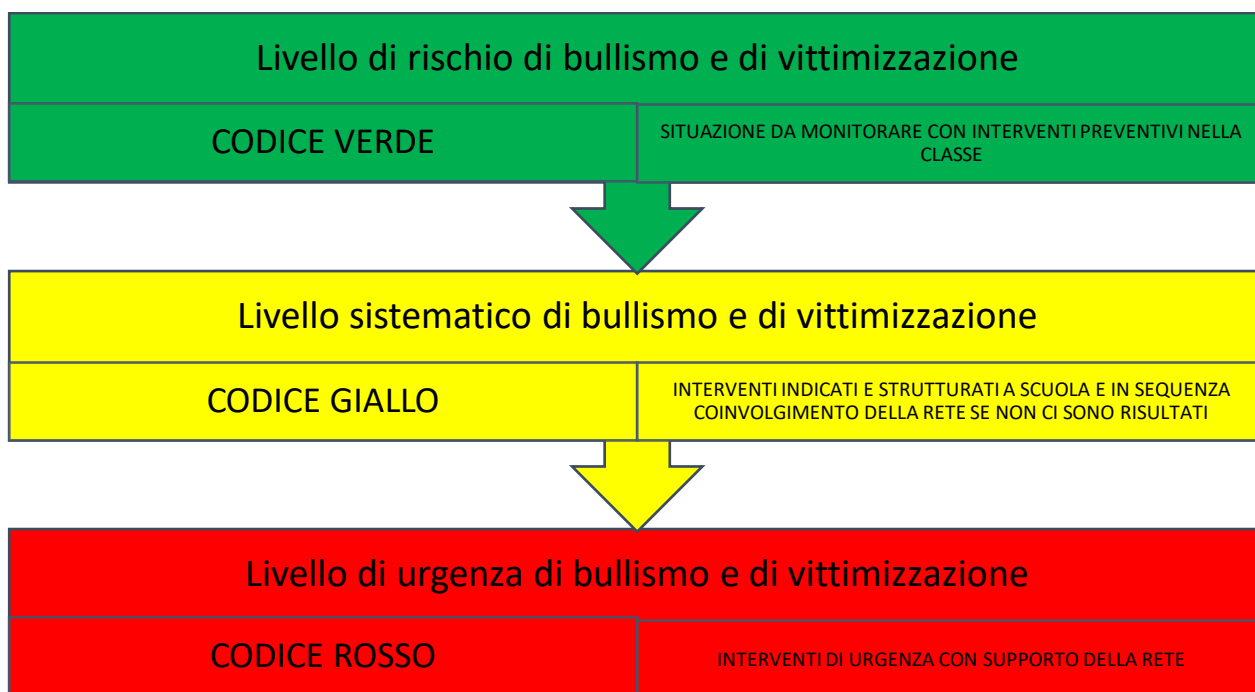 Livello di rischio di bullismo e di vittimizzazione
CODICE VERDE
SITUAZIONE DA MONITORARE CON INTERVENTI PREVENTIVI NELLA
CLASSE
Livello sistematico di bullismo e di vittimizzazione
CODICE GIALLO
INTERVENTI INDICATI E STRUTTURATI A SCUOLA E IN SEQUENZA
COINVOLGIMENTO DELLA RETE SE NON CI SONO RISULTATI
Livello di urgenza di bullismo e di vittimizzazione
CODICE ROSSO
INTERVENTI DI URGENZA CON SUPPORTO DELLA RETE